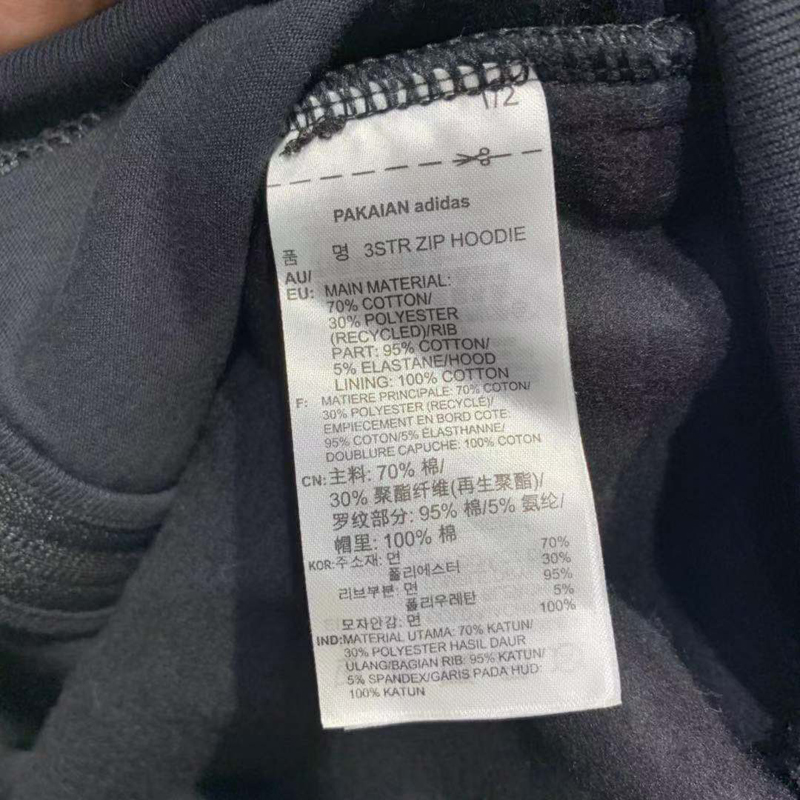 1/2
PAKAIAN adidas
품 명 3STR ZIP HOODIE
AU/
EU: MAIN MATERIAL:
70% COTTON/
30% POLYESTER
(RECYCLED)/RIB
PART: 95% COTTON/
5% ELASTANE/HOOD
LINING: 100% COTTON
F: MATIERE PRINCIPALE: 70% COTON/
30% POLYESTER (RECYCLÉ)/
EMPIECEMENT EN BORD COTE:
95% COTON/5% ÉLASTHANNE/
DOUBLURE CAPUCHE: 100% COTON
CN: 主料: 70% 棉/
30% 聚酯纤维(再生聚酯)/
罗纹部分: 95% 棉/5% 氨纶/
帽里: 100% 棉
KOR: 주소재: 면 70%
폴리에스터 30%
리브부분: 면 95%
폴리우레탄 5%
모자안감: 면 100%
IND: MATERIAL UTAMA: 70% KATUN/
30% POLYESTER HASIL DAUR
ULANG/BAGIAN RIB: 95% KATUN/
5% SPANDEX/GARIS PADA HUD:
100% KATUN